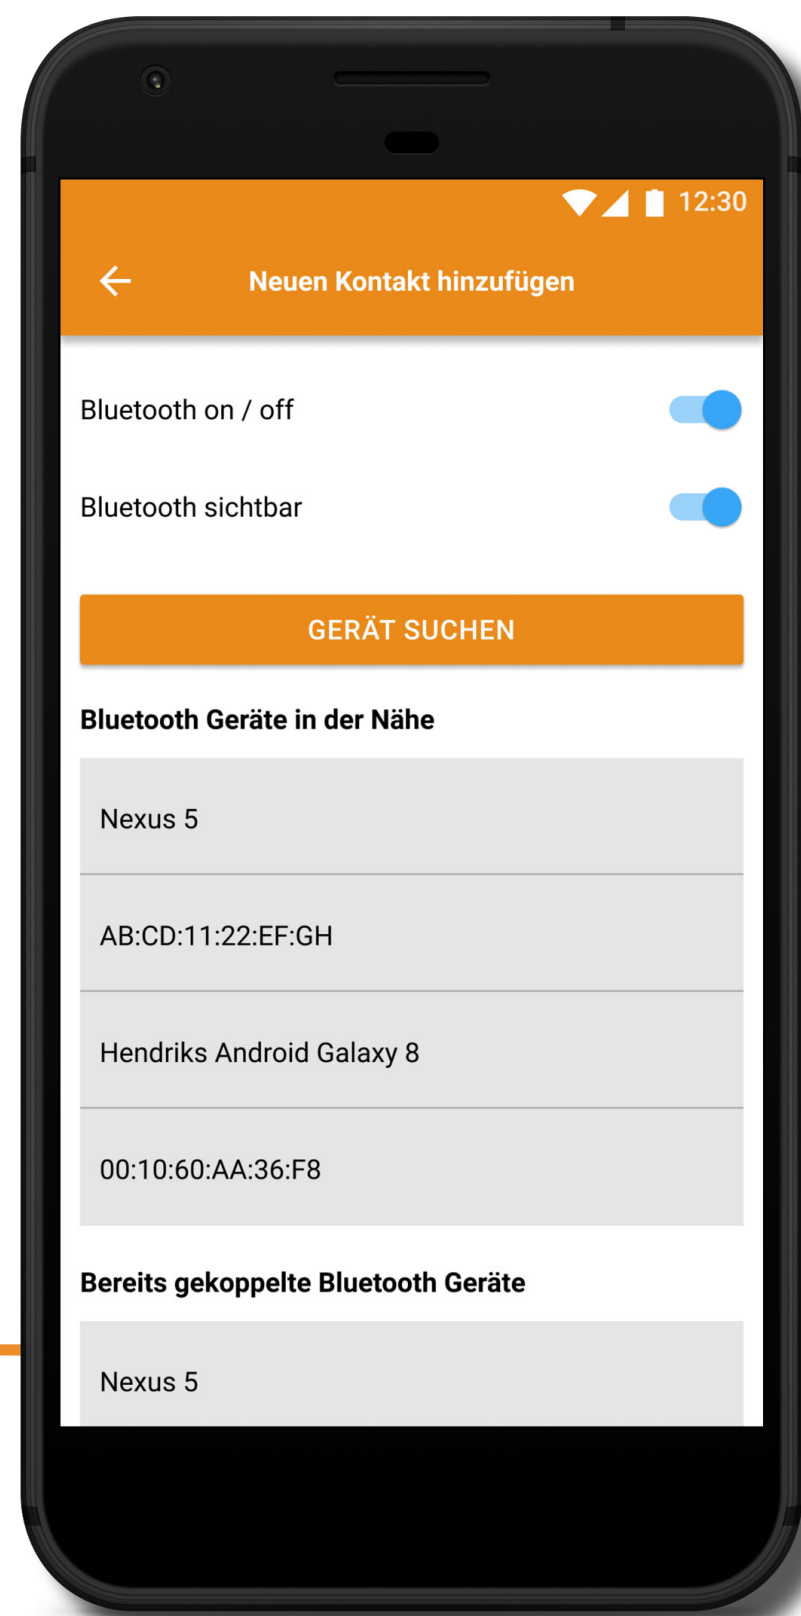 12:30
Neuen Kontakt hinzufügen
Bluetooth on / off
Bluetooth sichtbar
GERÄT SUCHEN
Bluetooth Geräte in der Nähe
Nexus 5
AB:CD:11:22:EF:GH
Hendriks Android Galaxy 8
00:10:60:AA:36:F8
Bereits gekoppelte Bluetooth Geräte
Nexus 5